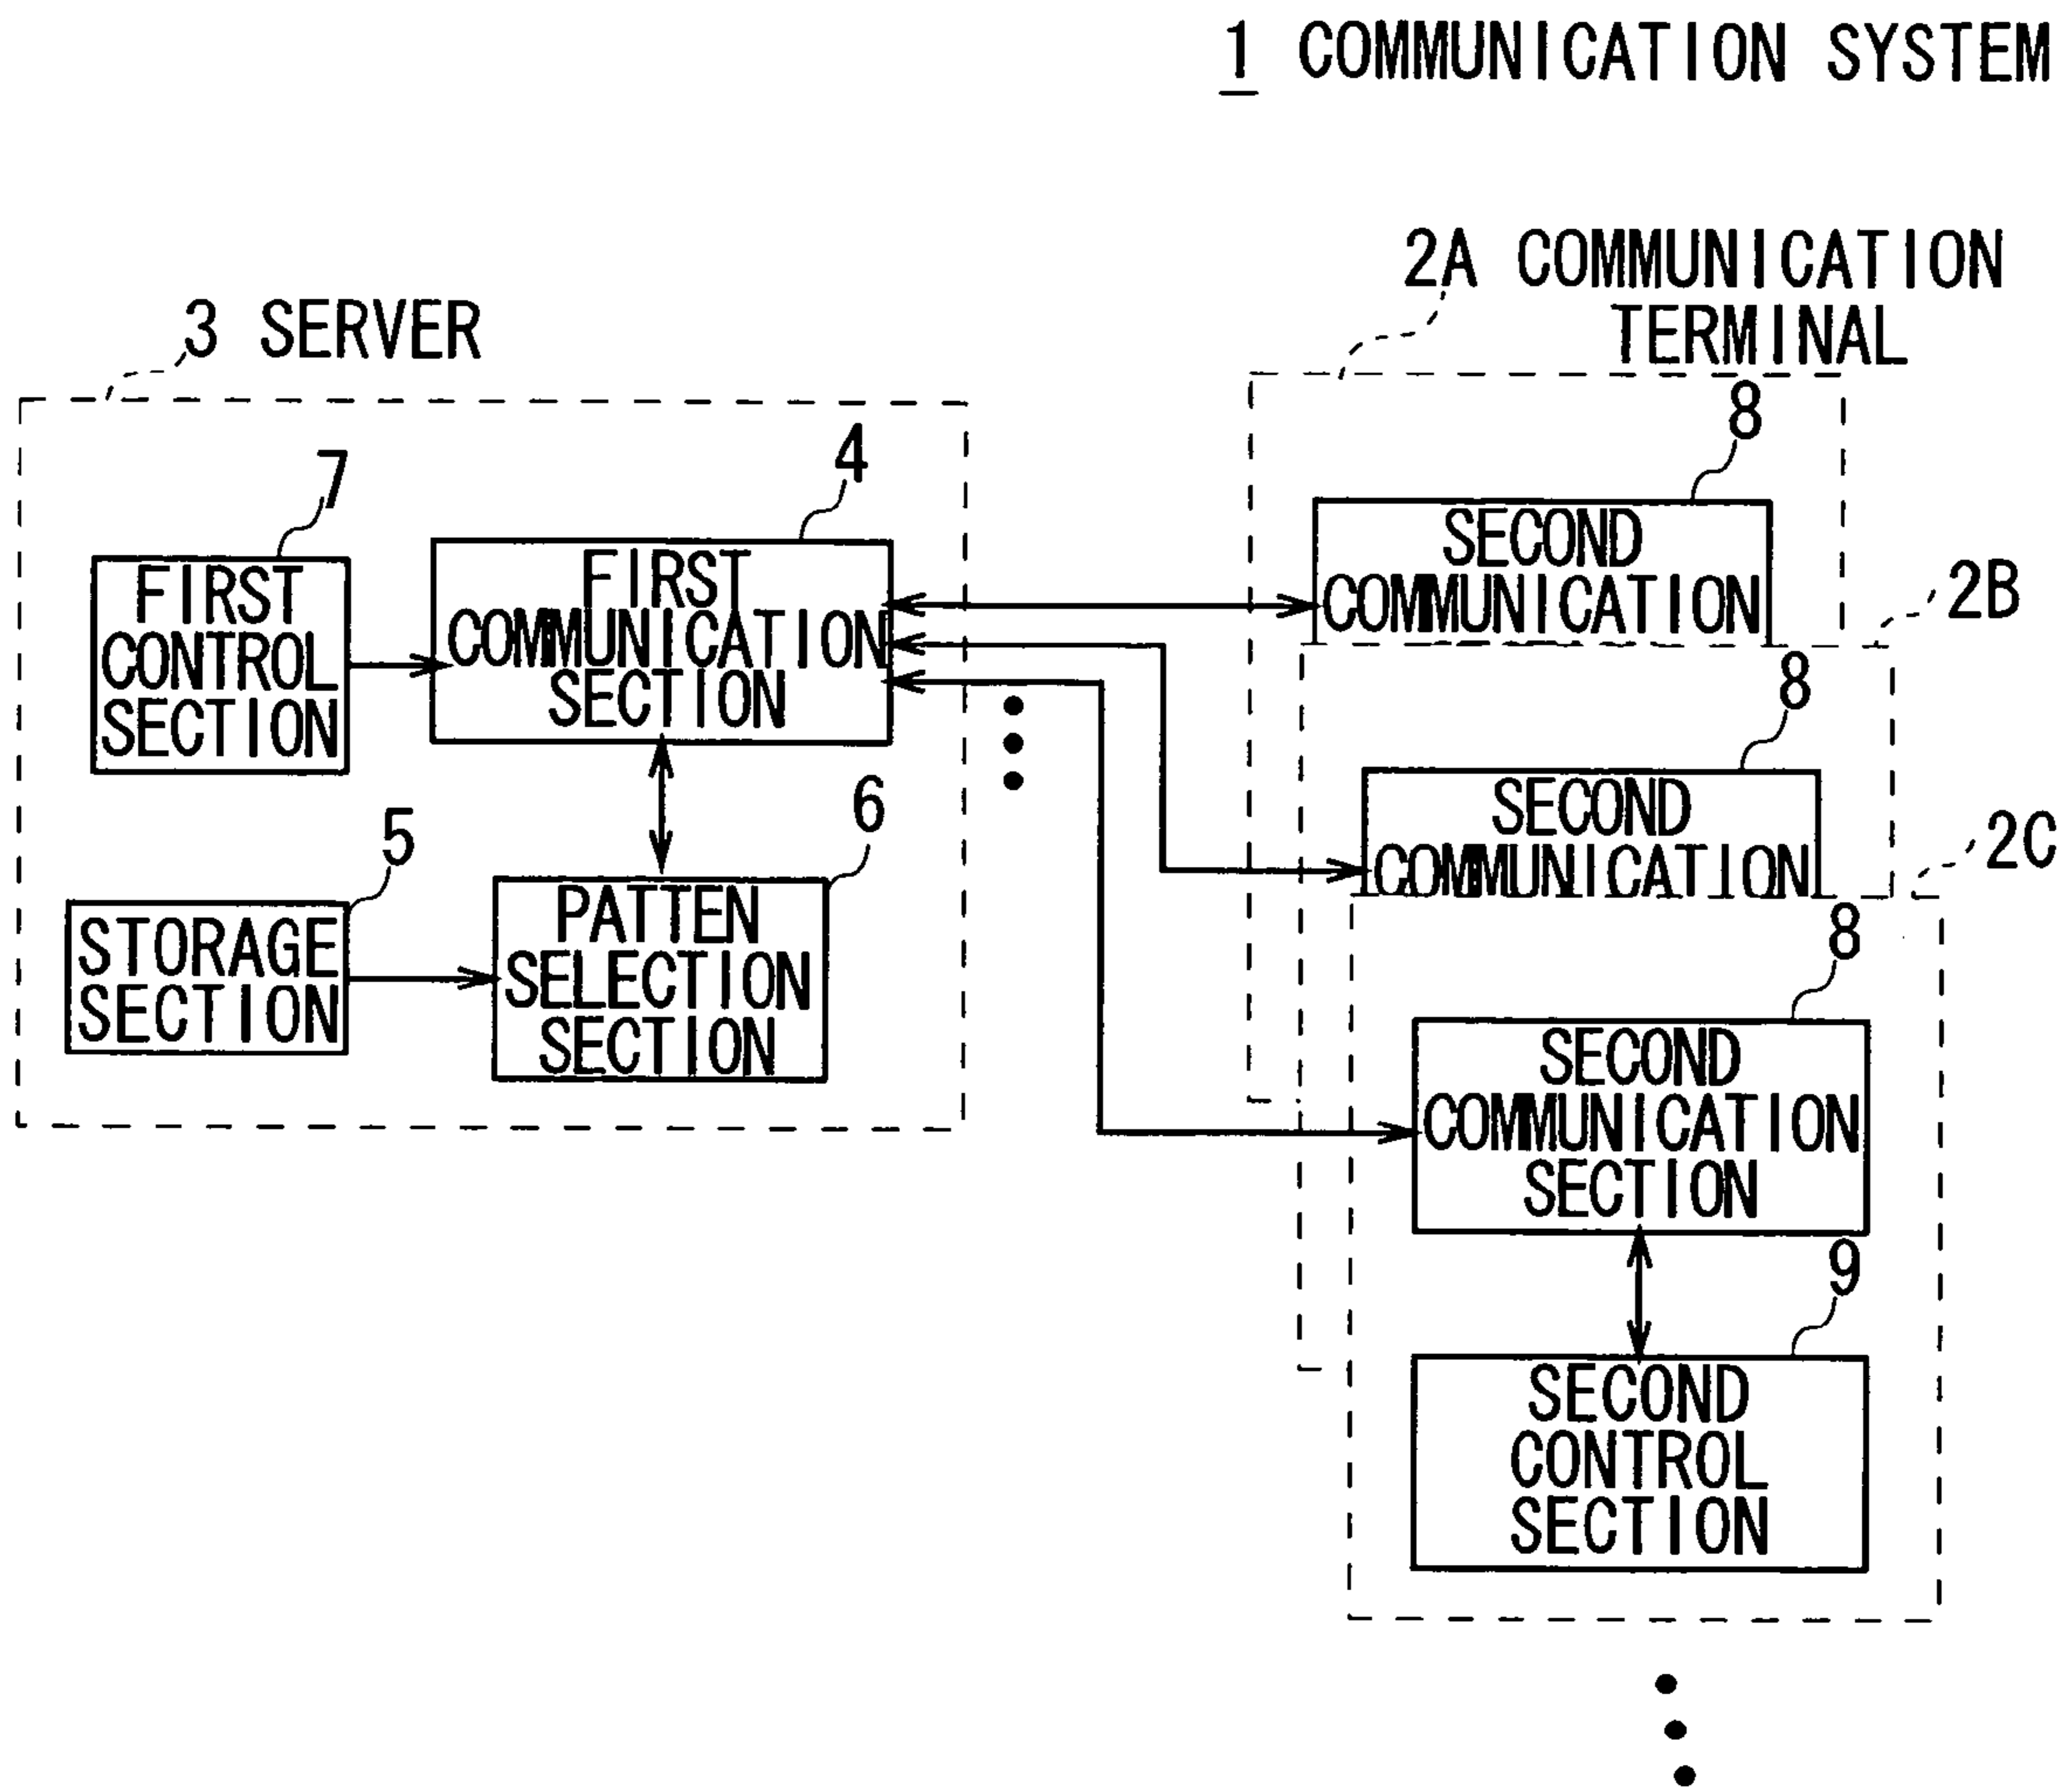 1 COMMUNICATION SYSTEM
2A COMMUNICATION
TERMINAL
3 SERVER
8
4
7
SECOND
COMMUNICATION
2B
FIRST
CONTROL
SECTION
FIRST
COMMUNICATION
SECTION
8
SECOND
COMMUNICATION
2C
6
5
PATTEN
SELECTION
SECTION
STORAGE
SECTION
8
SECOND
COMMUNICATION
SECTION
9
SECOND
CONTROL
SECTION